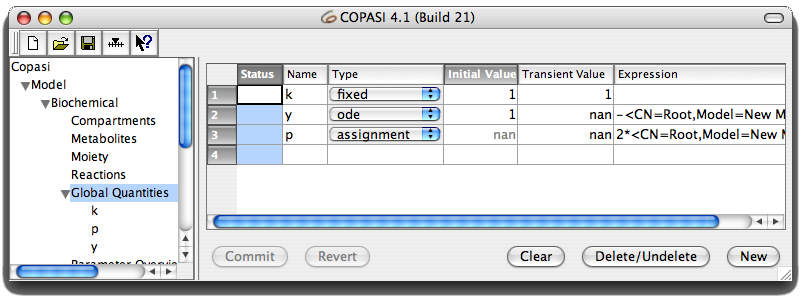 COPASI 4.1 (Build 21)
Copasi
Model
Biochemical
Compartments
Metabolites
Moiety
Reactions
Global Quantities
k
p
y
Status Name Type Initial Value Transient Value Expression
1 k fixed 1 1
2 y ode 1 nan -<CN=Root,Model=New M
3 p assignment nan nan 2*<CN=Root,Model=New M
4
Commit Revert Clear Delete/Undelete New